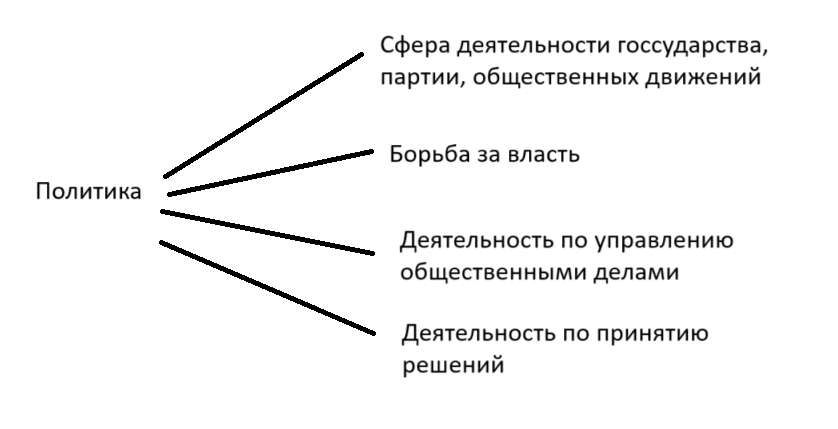 Сфера деятельности госсударства,
партии, общественных движений
Борьба за власть
Политика
Деятельность по управлению
общественными делами
Деятельность по принятию
решений